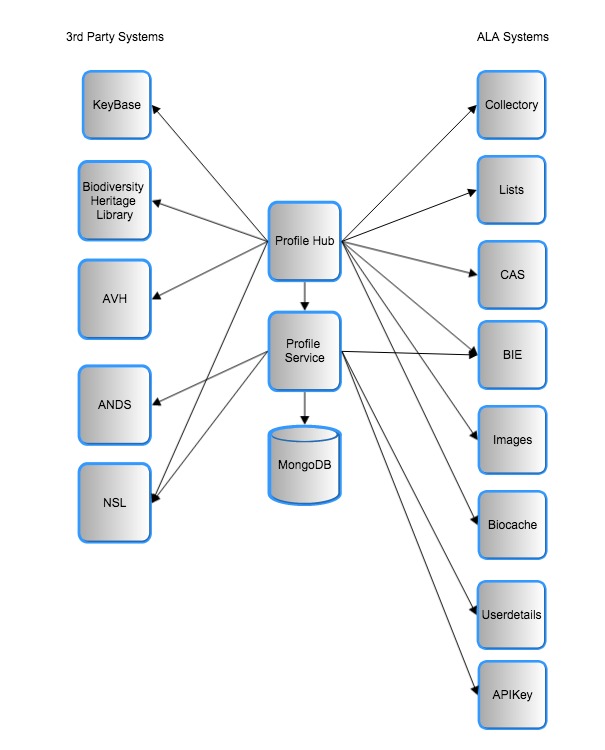 3rd Party Systems
ALA Systems
KeyBase
Collectory
Biodiversity
Heritage
Library
Lists
Profile Hub
CAS
AVH
Profile
Service
BIE
ANDS
Images
MongoDB
NSL
Biocache
Userdetails
APIKey